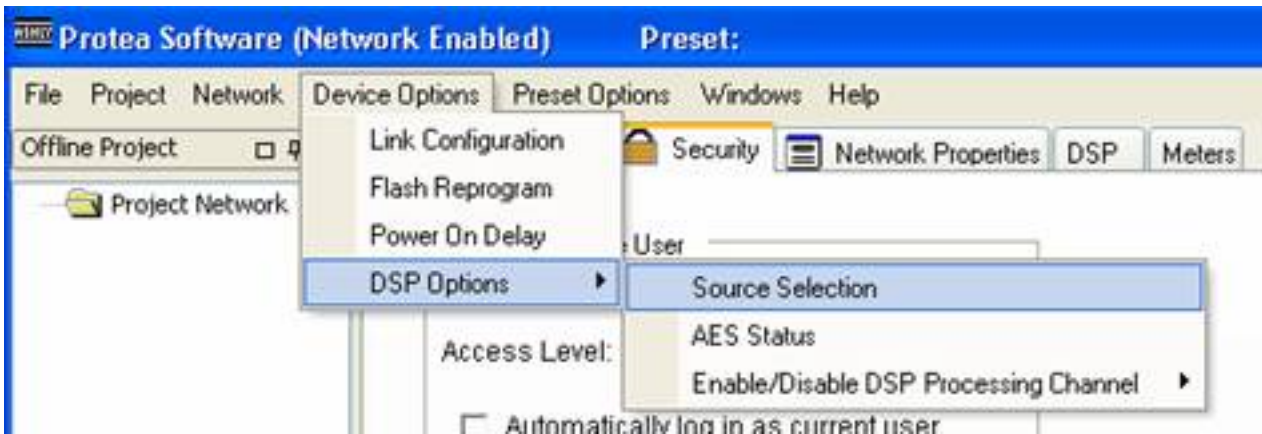 Protea Software (Network Enabled) Preset:
File Project Network Device Options Preset Options Windows Help
Offline Project
Security Network Properties DSP Meters
Project Network
Link Configuration
Flash Reprogram
Power On Delay
DSP Options
User
Source Selection
AES Status
Enable/Disable DSP Processing Channel
Access Level:
Automatically log in as current user